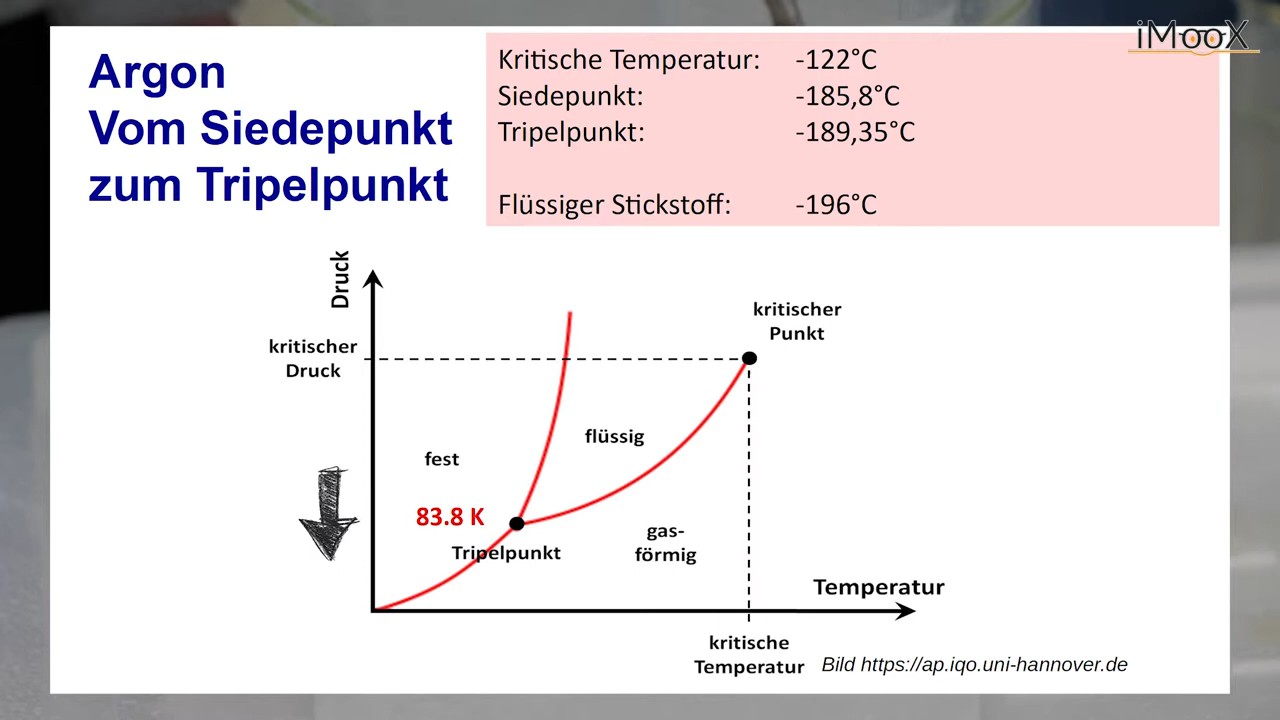 iMooX
Argon
Vom Siedepunkt
zum Tripelpunkt
Kritische Temperatur: -122°C
Siedepunkt: -185,8°C
Tripelpunkt: -189,35°C
Flüssiger Stickstoff: -196°C
Druck
kritischer
Punkt
kritischer
Druck
flüssig
fest
83.8 K
Tripelpunkt
gas-
förmig
Temperatur
kritische
Temperatur
Bild https://ap.iqo.uni-hannover.de